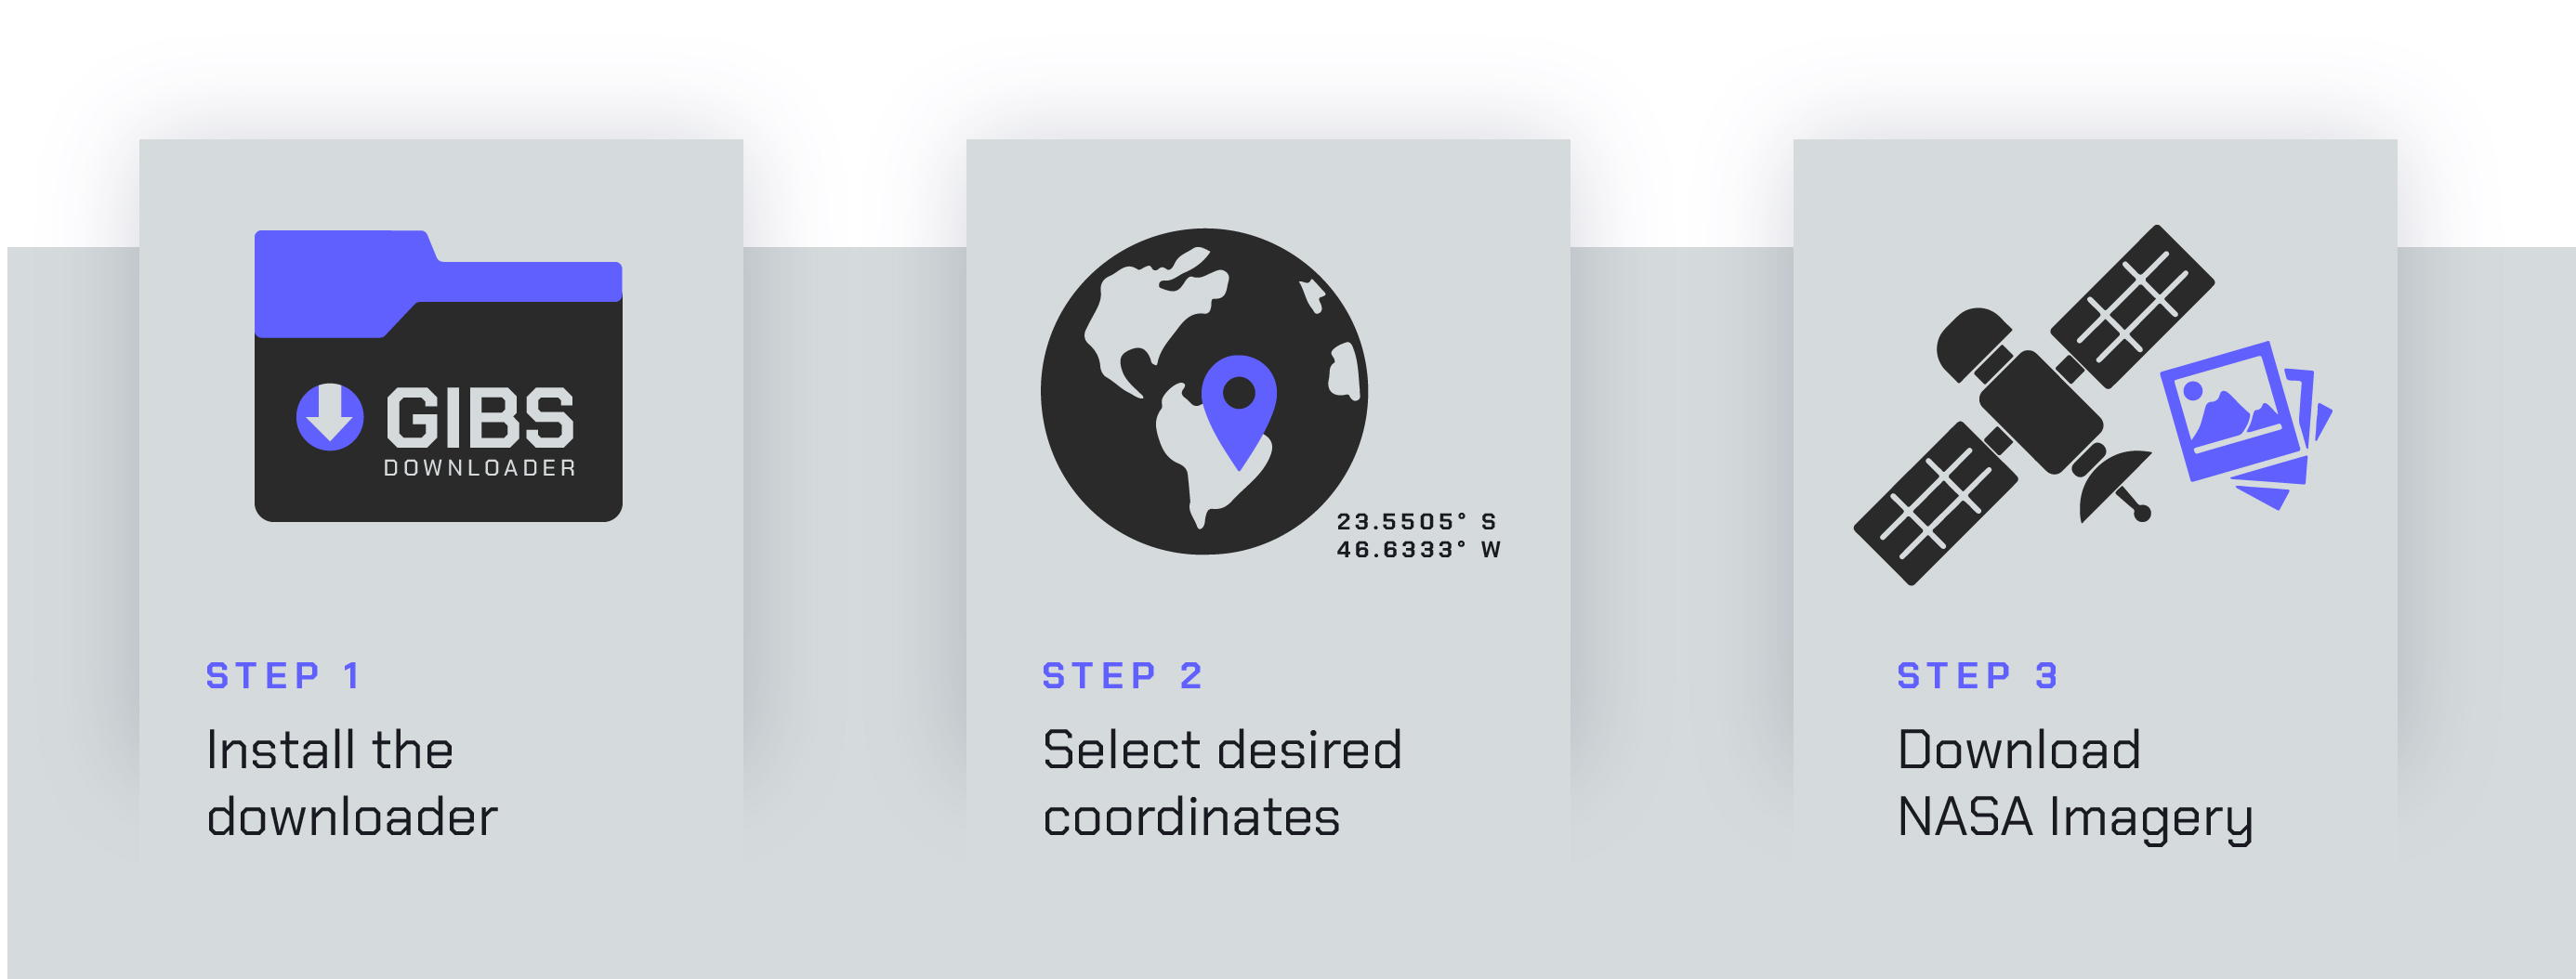 GIBS
DOWNLOADER
STEP 1
Install the
downloader
23.5505° S
46.6333° W
STEP 2
Select desired
coordinates
STEP 3
Download
NASA Imagery